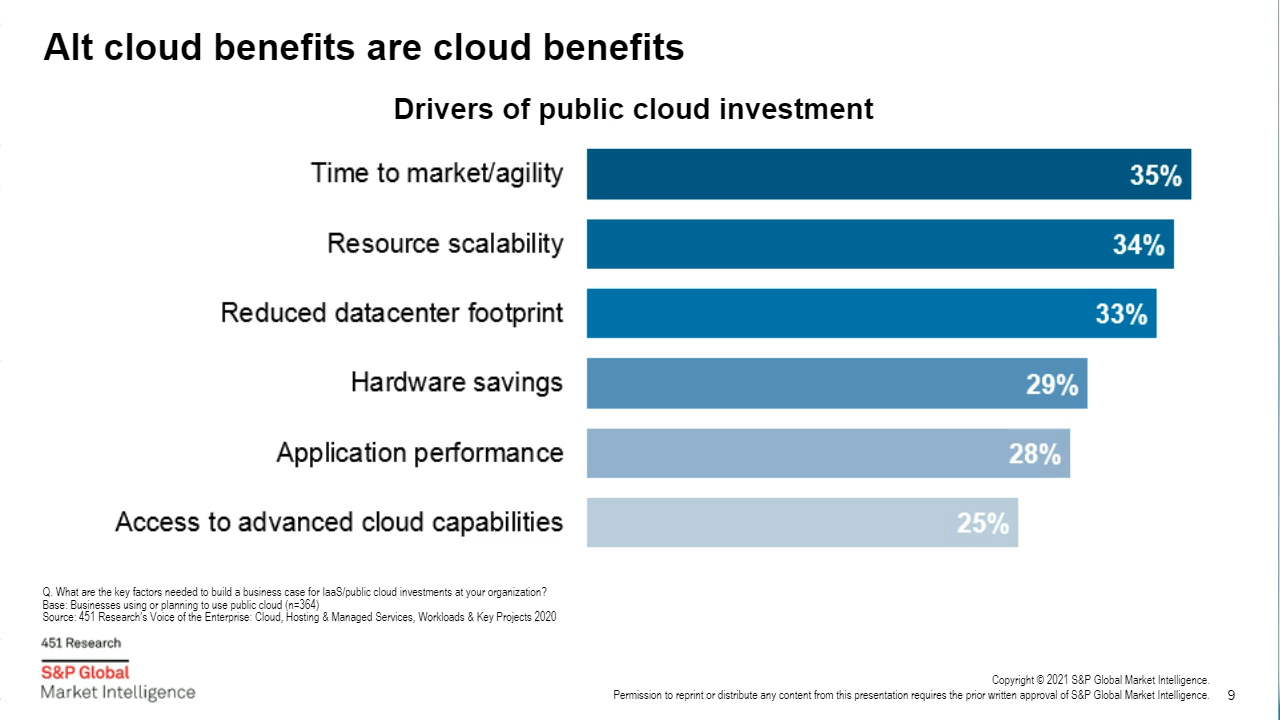 Alt cloud benefits are cloud benefits
Drivers of public cloud investment
Time to market/agility 35%
Resource scalability 34%
Reduced datacenter footprint 33%
Hardware savings 29%
Application performance 28%
Access to advanced cloud capabilities 25%
Q. What are the key factors needed to build a business case for IaaS/public cloud investments at your organization?
Base: Businesses using or planning to use public cloud (n=364)
Source: 451 Research's Voice of the Enterprise: Cloud, Hosting & Managed Services, Workloads & Key Projects 2020
451 Research
S&P Global
Market Intelligence
Copyright © 2021 S&P Global Market Intelligence.
Permission to reprint or distribute any content from this presentation requires the prior written approval of S&P Global Market Intelligence. 9